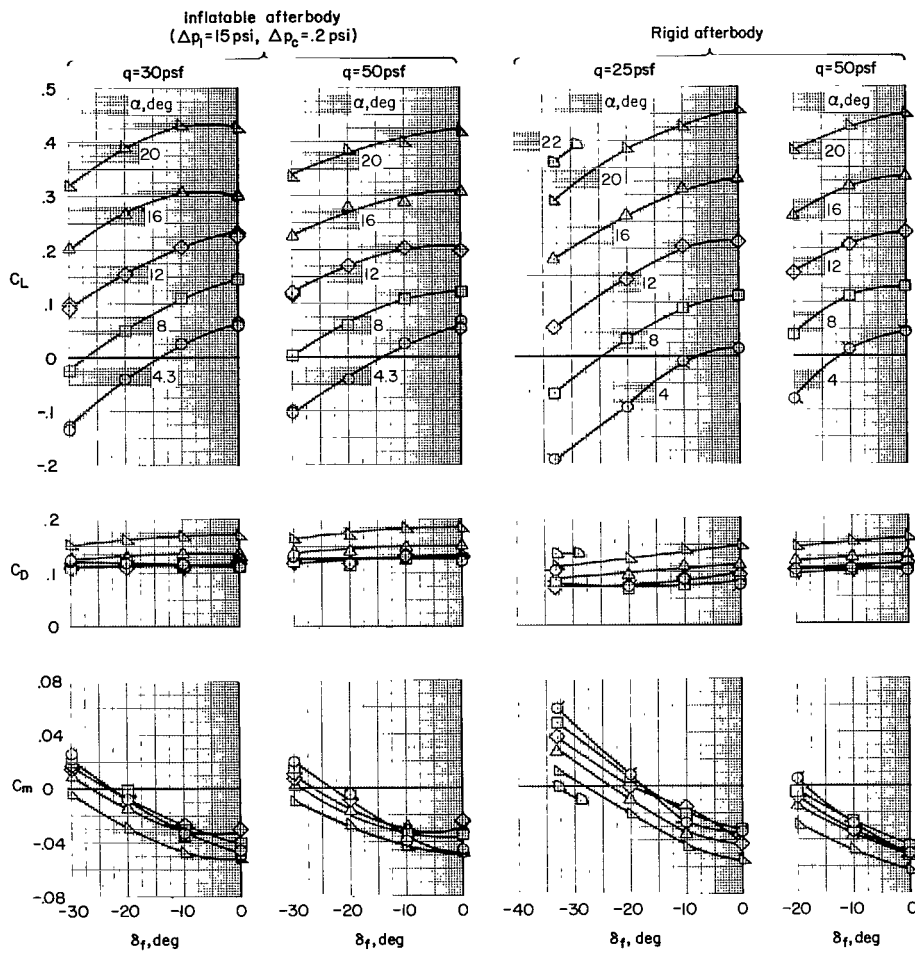 Inflatable afterbody
(Δp₁=15 psi, Δp_c=.2 psi)
Rigid afterbody
q=30psf
q=50psf
q=25psf
q=50psf
α,deg
α,deg
α,deg
α,deg
C_L
.5
.4
.3
.2
.1
0
-.1
-.2
20
16
12
8
4.3
20
16
12
8
4.3
22
20
16
12
8
4
20
16
12
8
4
C_D
.2
.1
0
C_m
.08
.04
0
-.04
-.08
-30 -20 -10 0
-30 -20 -10 0
-40 -30 -20 -10 0
-20 -10 0
δ_f, deg
δ_f, deg
δ_f, deg
δ_f, deg